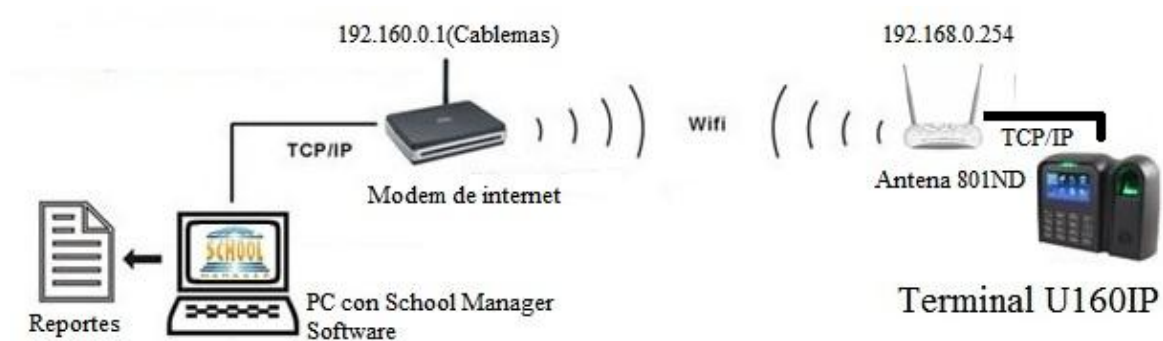 192.160.0.1(Cablemas)
192.168.0.254
Wifi
TCP/IP
TCP/IP
Modem de internet
Antena 801ND
SCHOOL
MANAGER
PC con School Manager
Software
Reportes
Terminal U160IP